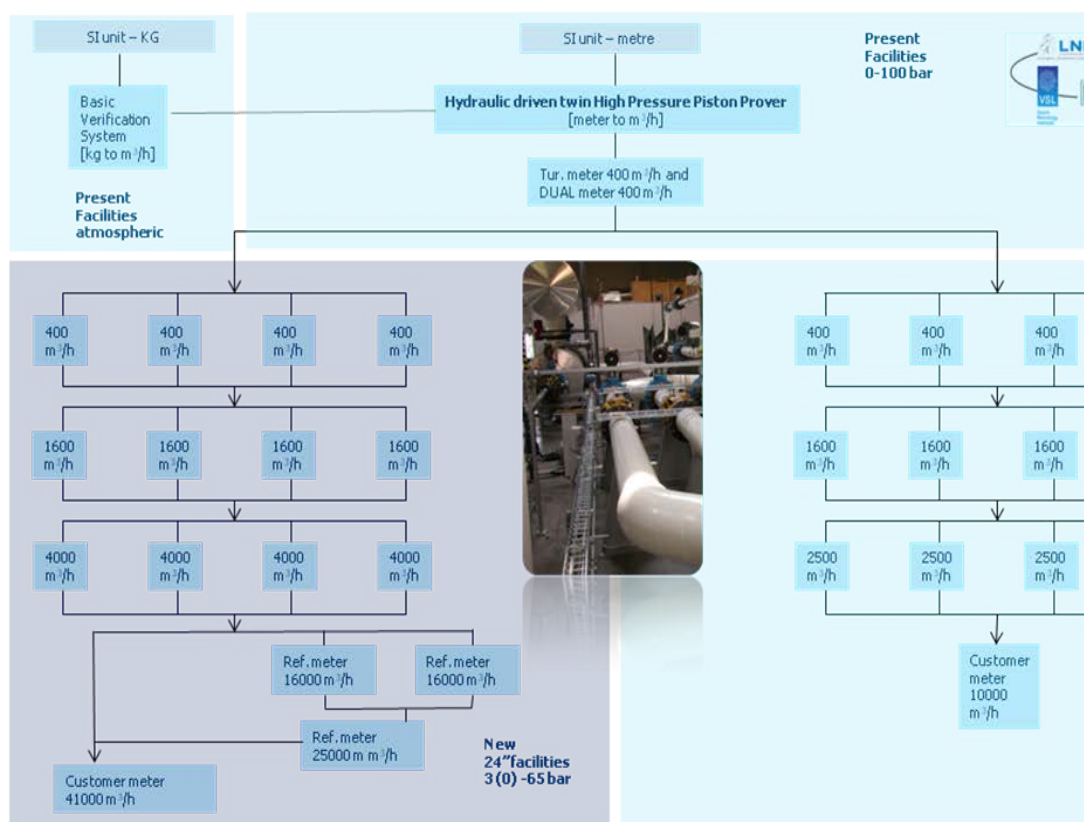 SI unit – KG
SI unit – metre
Present
Facilities
0-100 bar
VSL
Basic
Verification
System
[kg to m³/h]
Hydraulic driven twin High Pressure Piston Prover
[meter to m³/h]
Tur. meter 400 m³/h and
DUAL meter 400 m³/h
Present
Facilities
atmospheric
400
m³/h
400
m³/h
400
m³/h
400
m³/h
400
m³/h
400
m³/h
400
m³/h
1600
m³/h
1600
m³/h
1600
m³/h
1600
m³/h
1600
m³/h
1600
m³/h
1600
m³/h
4000
m³/h
4000
m³/h
4000
m³/h
4000
m³/h
2500
m³/h
2500
m³/h
2500
m³/h
Ref. meter
16000 m³/h
Ref. meter
16000 m³/h
Customer
meter
10000
m³/h
Ref. meter
25000 m m³/h
New
24”facilities
3 (0) -65 bar
Customer meter
41000 m³/h